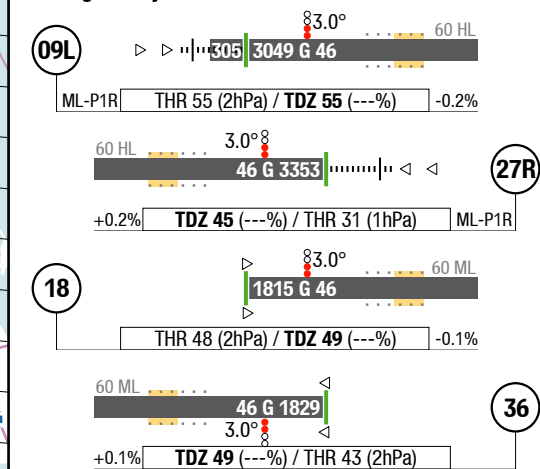 3.0°
60 HL
09L
305 3049 G 46
ML-P1R THR 55 (2hPa) / TDZ 55 (---%) -0.2%
60 HL 3.0°
46 G 3353 27R
+0.2% TDZ 45 (---%) / THR 31 (1hPa) ML-P1R
3.0° 60 ML
18 1815 G 46
THR 48 (2hPa) / TDZ 49 (---%) -0.1%
60 ML
46 G 1829 36
3.0°
+0.1% TDZ 49 (---%) / THR 43 (2hPa)